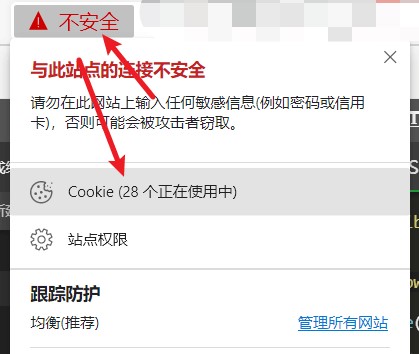 不安全
与此站点的连接不安全
请勿在此网站上输入任何敏感信息(例如密码或信用
卡)，否则可能会被攻击者窃取。
Cookie (28 个正在使用中)
站点权限
跟踪防护
均衡(推荐)
管理所有网站